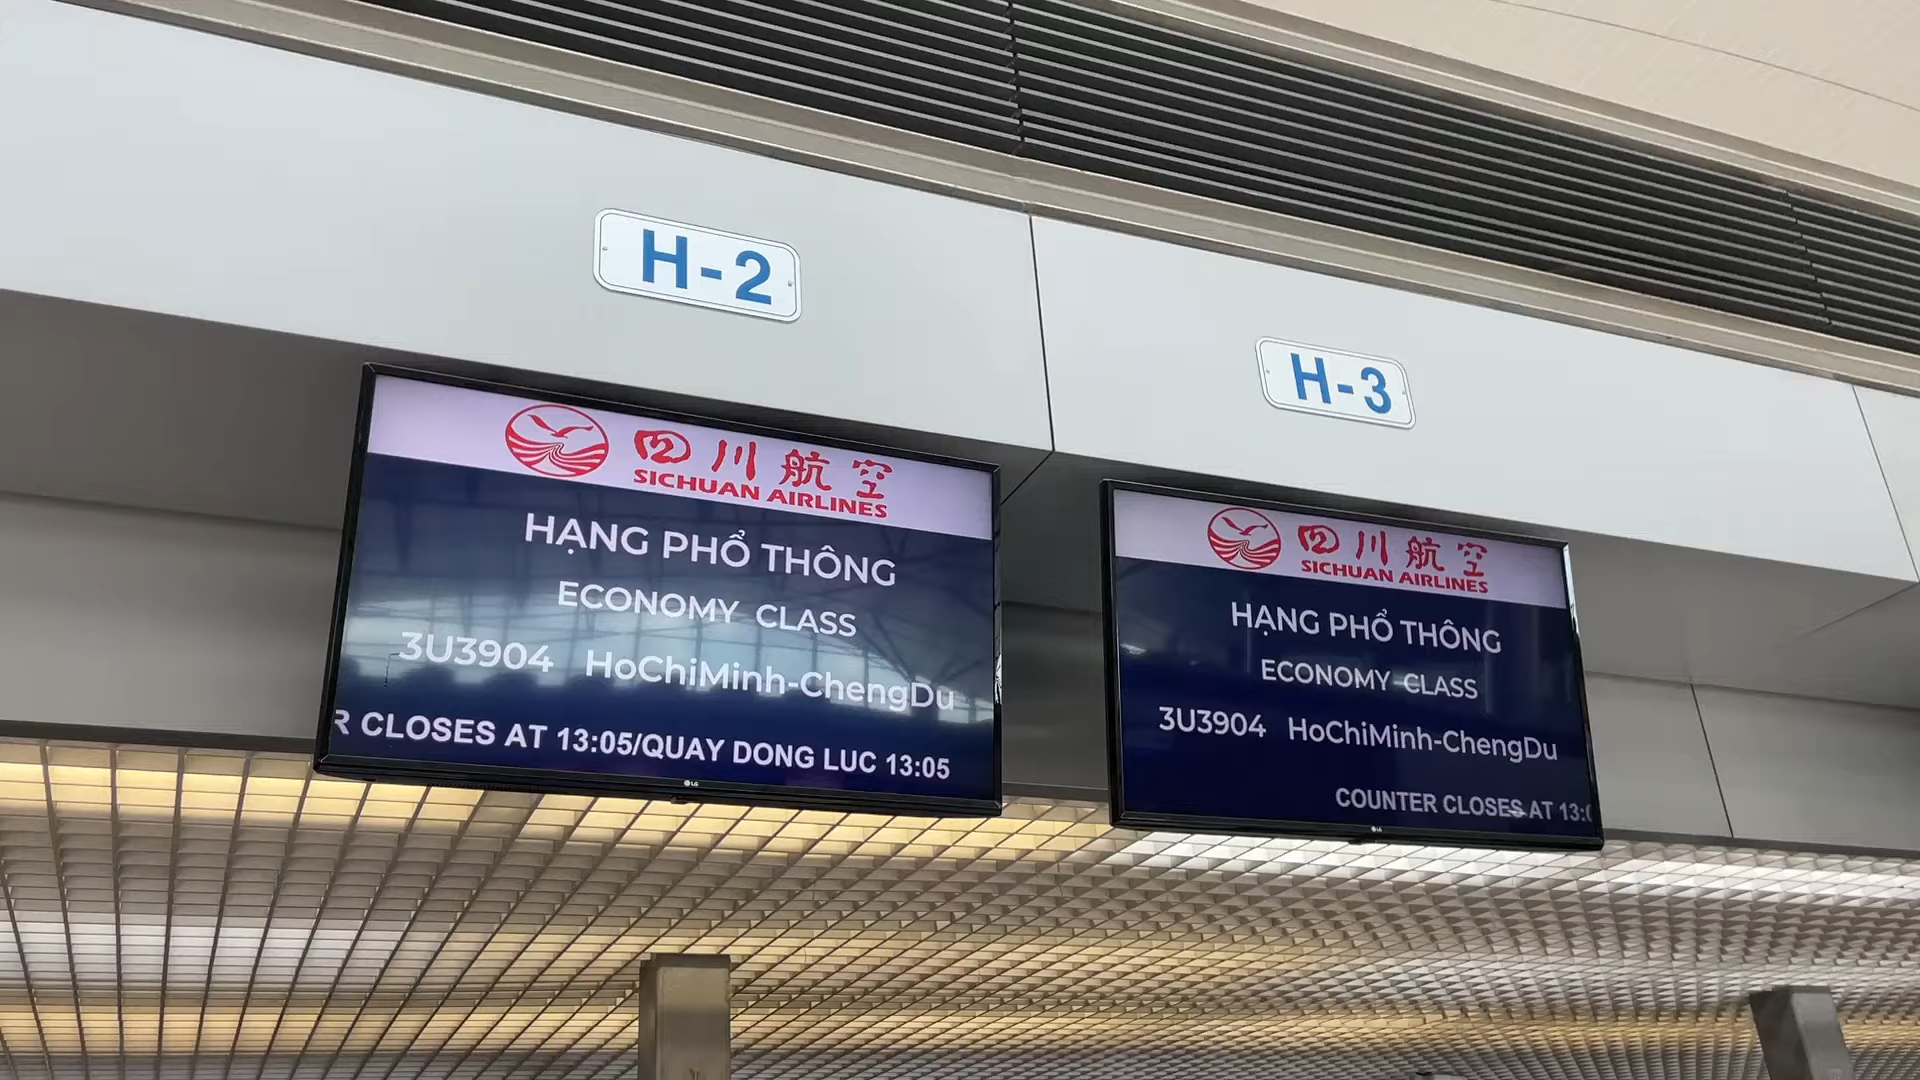 H-2
四川航空
SICHUAN AIRLINES
HẠNG PHỔ THÔNG
ECONOMY CLASS
3U3904 HoChiMinh-ChengDu
R CLOSES AT 13:05/QUAY DONG LUC 13:05
LG
H-3
四川航空
SICHUAN AIRLINES
HẠNG PHỔ THÔNG
ECONOMY CLASS
3U3904 HoChiMinh-ChengDu
COUNTER CLOSES AT 13:0
LG